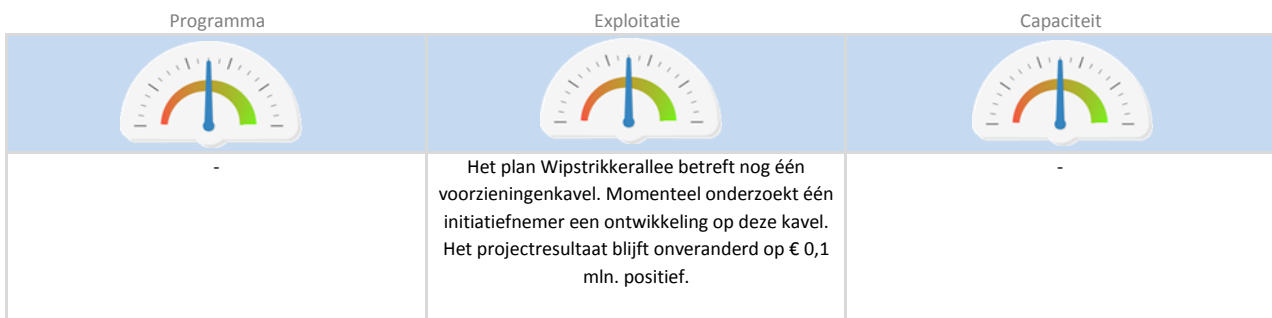 Programma
Exploitatie
Capaciteit
-
Het plan Wipstrikkerallee betreft nog één
voorzieningenkavel. Momenteel onderzoekt één
initiatiefnemer een ontwikkeling op deze kavel.
Het projectresultaat blijft onveranderd op € 0,1
mln. positief.
-